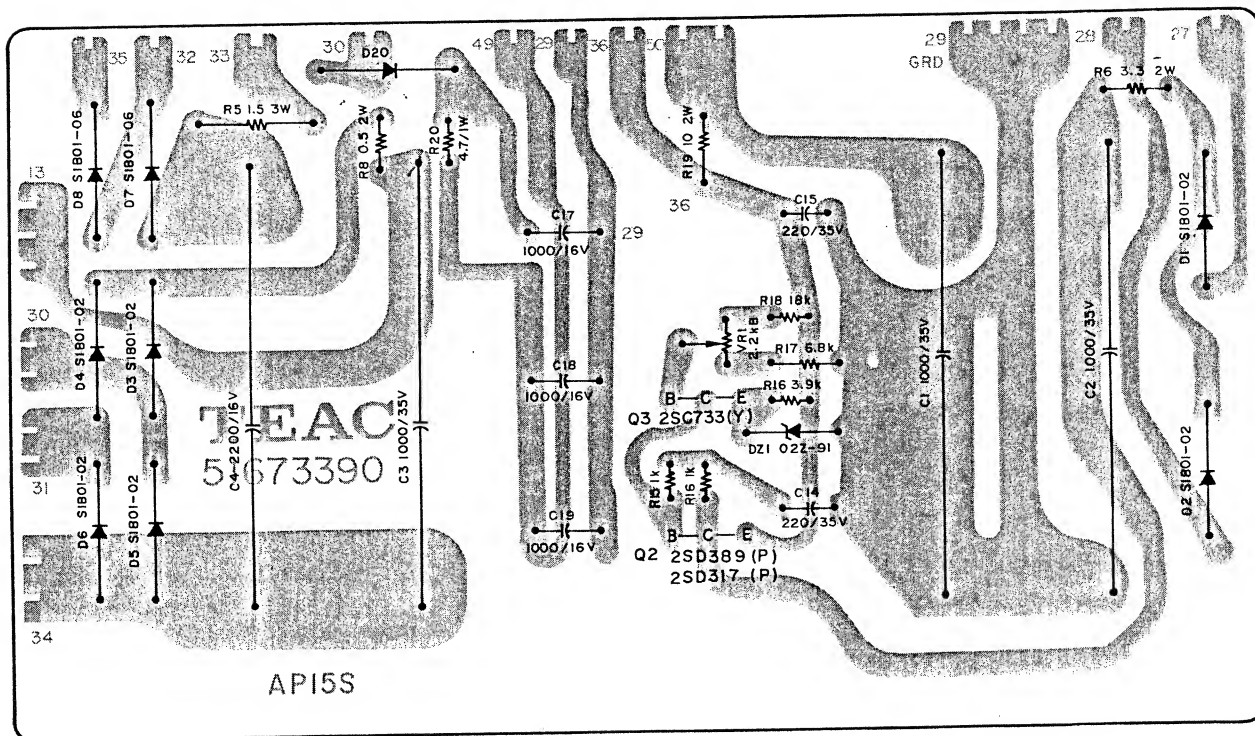 35
32
33
30
D20
49
29
36
50
29
GRD
28
27
R6 3.3 2W
R5 1.5 3W
D8 S1B01-06
D7 S1B01-06
R8 0.5 2W
R20
4.7/1W
R19 10 2W
13
36
C15
220/35V
C17
1000/16V
29
D1 S1B01-02
30
D4 S1B01-02
D3 S1B01-02
R18 18k
VR1
2.2kB
R17 6.8k
C1 1000/35V
C2 1000/35V
C18
1000/16V
R16 3.9k
B C E
Q3 2SC733(Y)
TEAC
51673390
C4 2200/16V
C3 1000/35V
DZ1 02Z-91
31
D6 S1B01-02
D5 S1B01-02
R15 1k
R16 1k
C14
220/35V
D2 S1B01-02
C19
1000/16V
B C E
Q2 2SD389 (P)
2SD317 (P)
34
AP15S